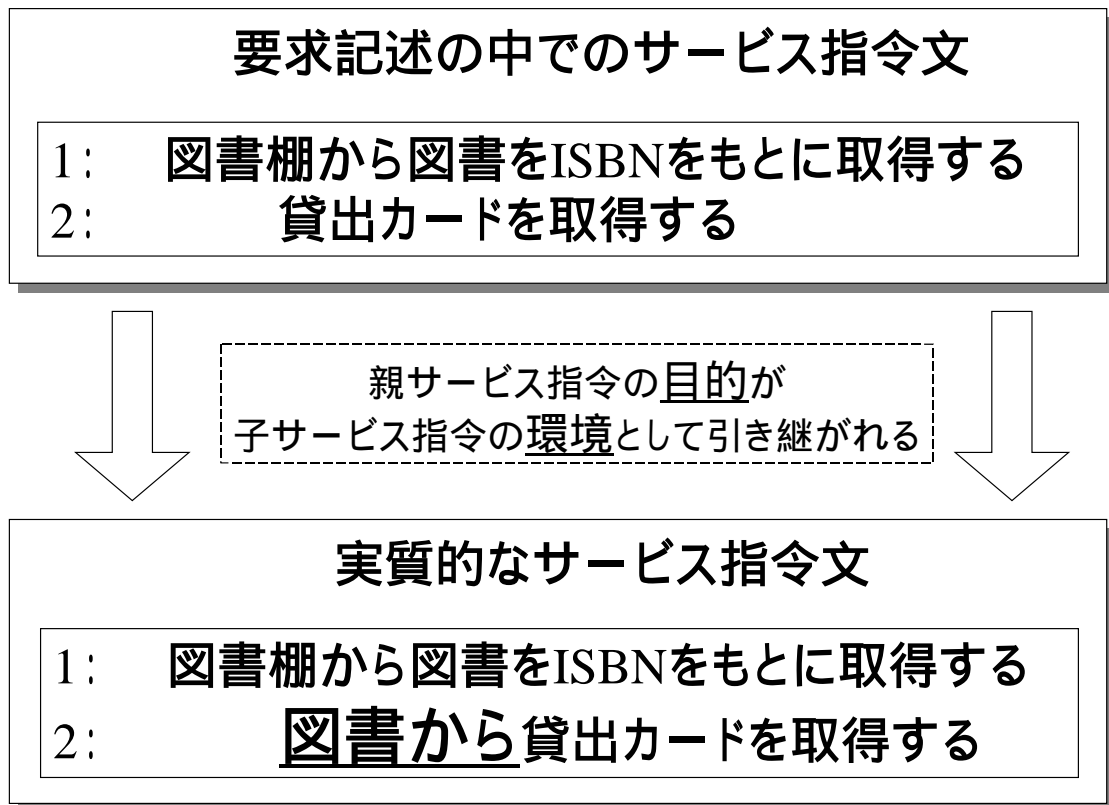 要求記述の中でのサービス指令文
1: 図書棚から図書をISBNをもとに取得する
2: 貸出カードを取得する
親サービス指令の目的が
子サービス指令の環境として引き継がれる
実質的なサービス指令文
1: 図書棚から図書をISBNをもとに取得する
2: 図書から貸出カードを取得する